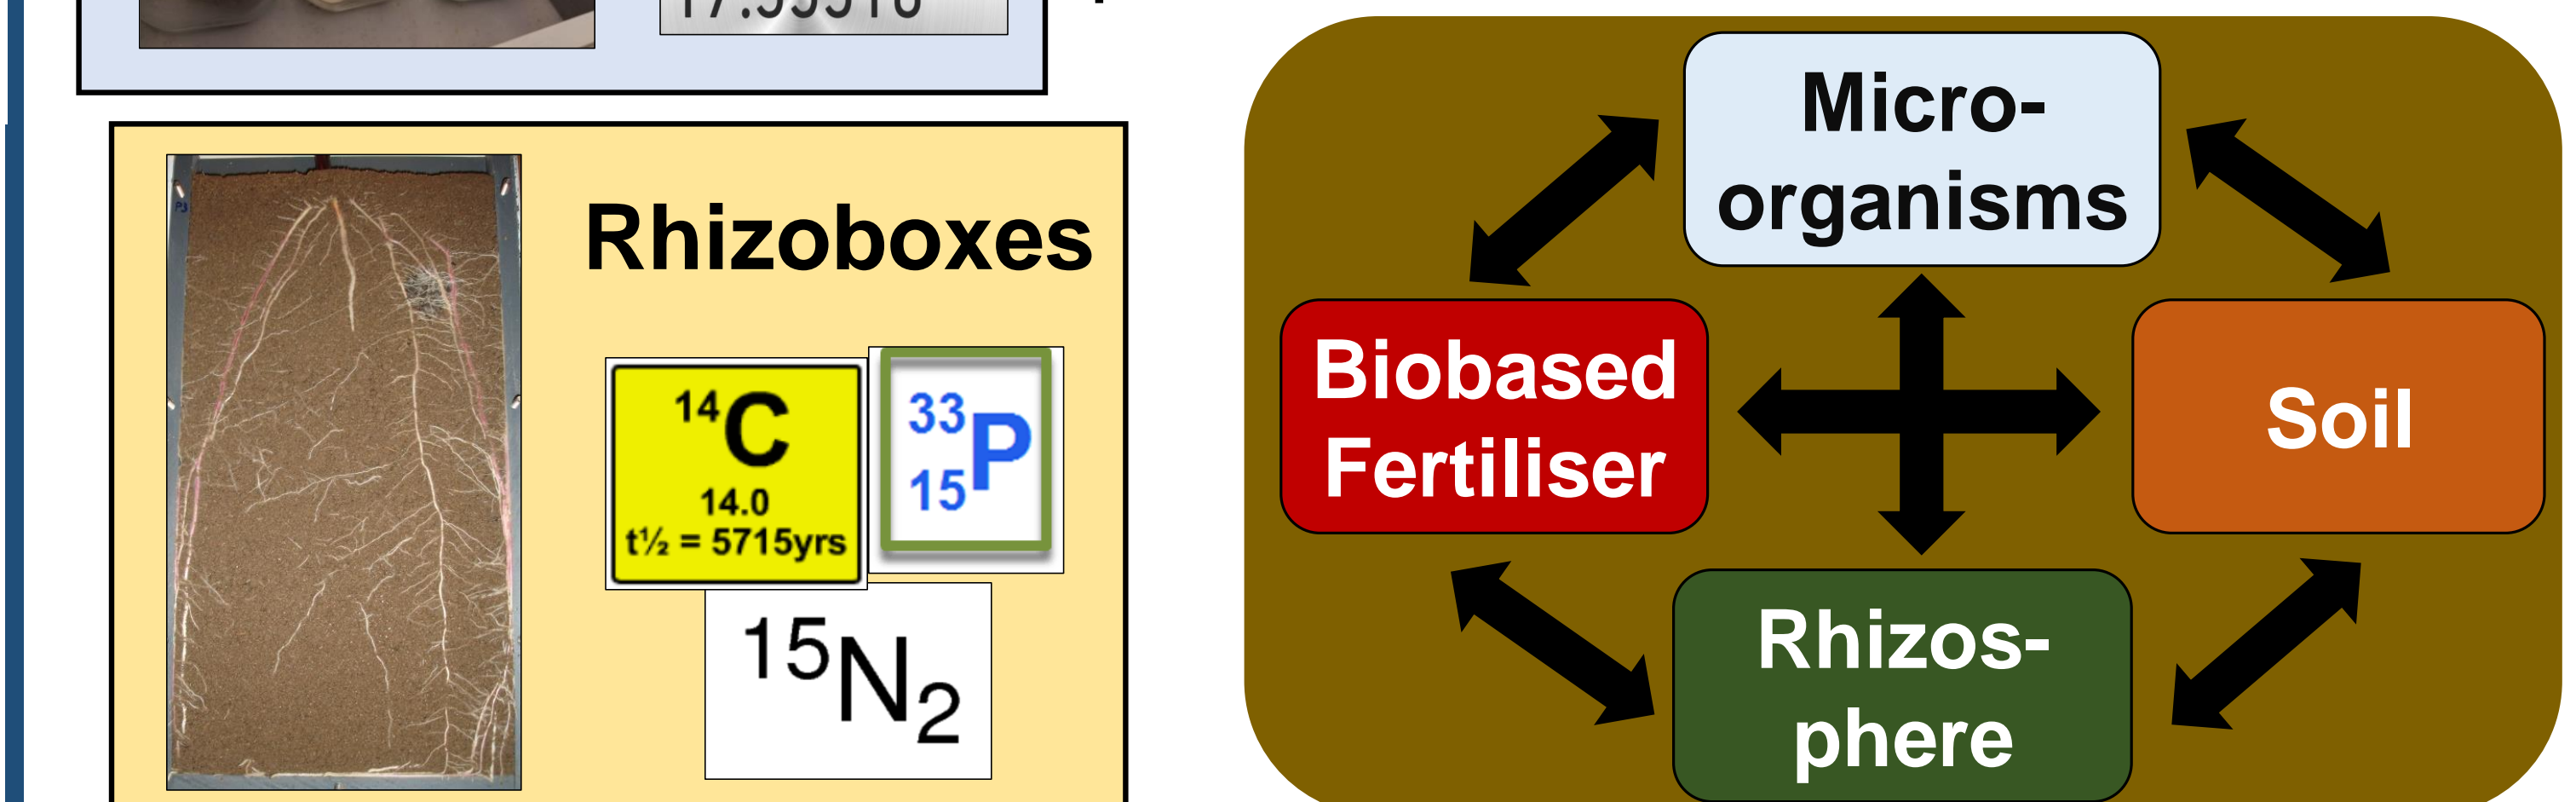 Rhizoboxes
14C
14.0
t½ = 5715yrs
33
15P
15N2
Micro-
organisms
Biobased
Fertiliser
Soil
Rhizos-
phere